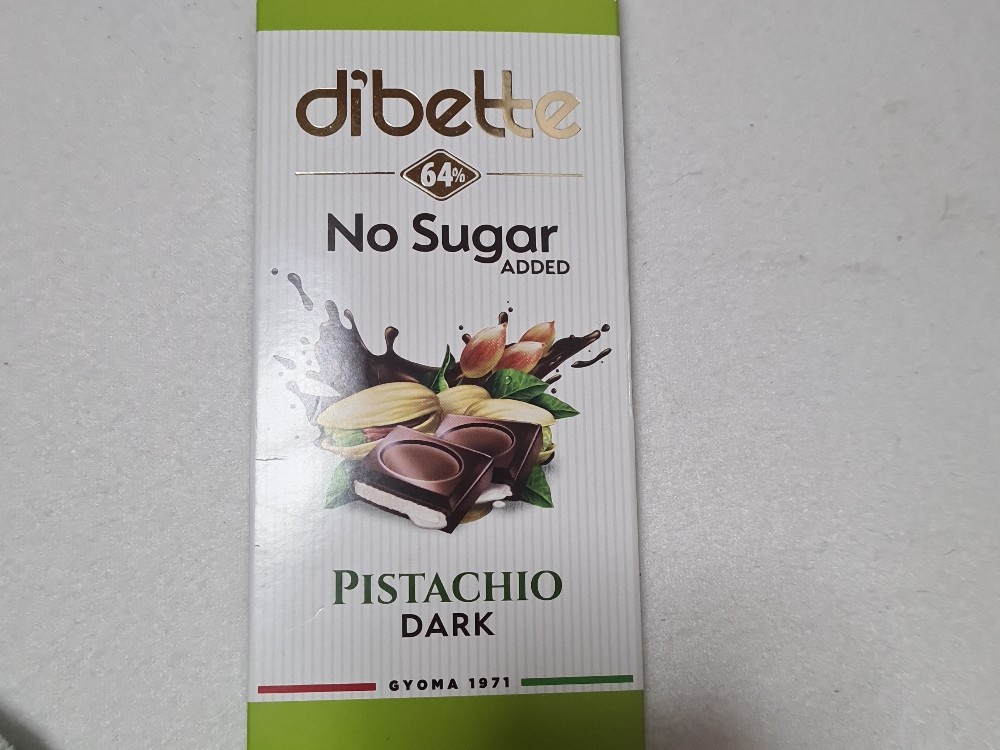 dibette
64%
No Sugar
ADDED
PISTACHIO
DARK
GYOMA 1971